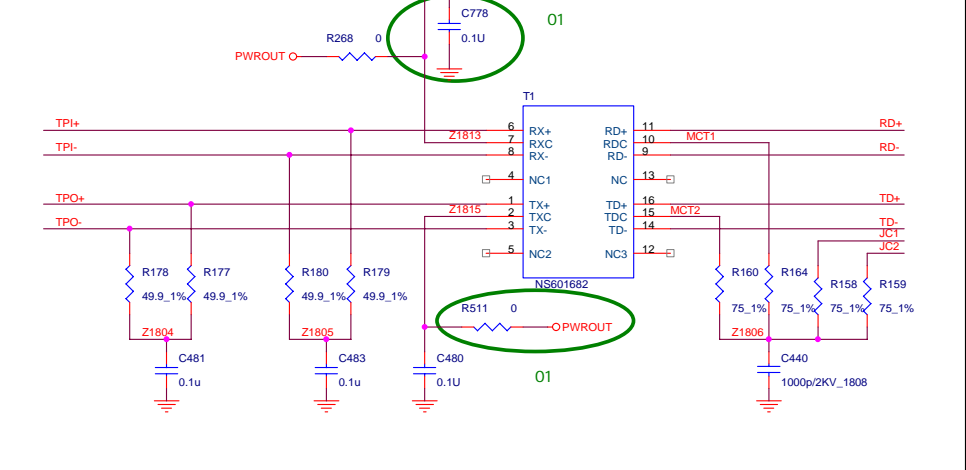 C778
01
R268 0
0.1U
PWROUT
T1
TPI+ 6 RX+ RD+ 11 RD+
Z1813 7 RXC RDC 10 MCT1
TPI- 8 RX- RD- 9 RD-
4 NC1 NC 13
TPO+ 1 TX+ TD+ 16 TD+
Z1815 2 TXC TDC 15 MCT2
TPO- 3 TX- TD- 14 TD-
JC1
JC2
5 NC2 NC3 12
R178 R177 R180 R179 R160 R164 R158 R159
NS601682
49.9_1% 49.9_1% 49.9_1% 49.9_1% 75_1% 75_1% 75_1% 75_1%
R511 0
PWROUT
Z1804 Z1805 Z1806
C481 C483 C480 C440
0.1u 0.1u 0.1U 1000p/2KV_1808
01